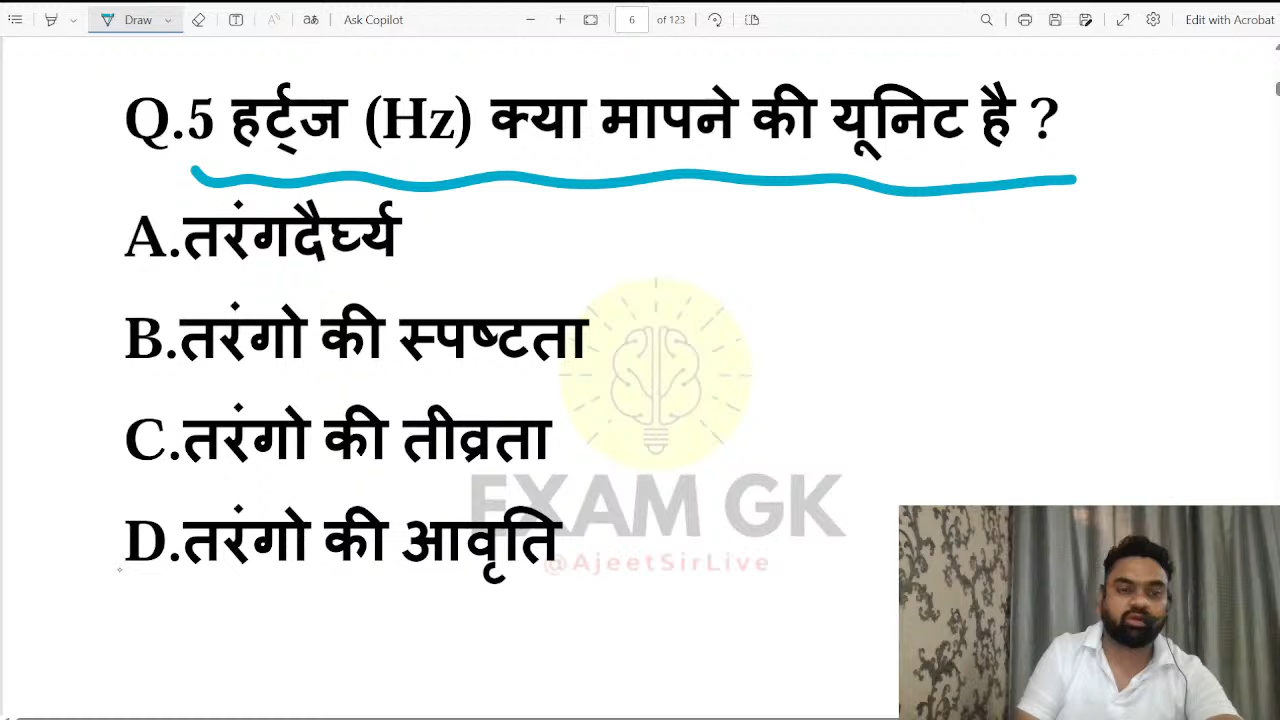 Draw
Ask Copilot
6 of 123
Edit with Acrobat
Q.5 हर्ट्ज (Hz) क्या मापने की यूनिट है ?
A.तरंगदैर्घ्य
B.तरंगो की स्पष्टता
C.तरंगो की तीव्रता
D.तरंगो की आवृति
EXAM GK
@AjeetSirLive